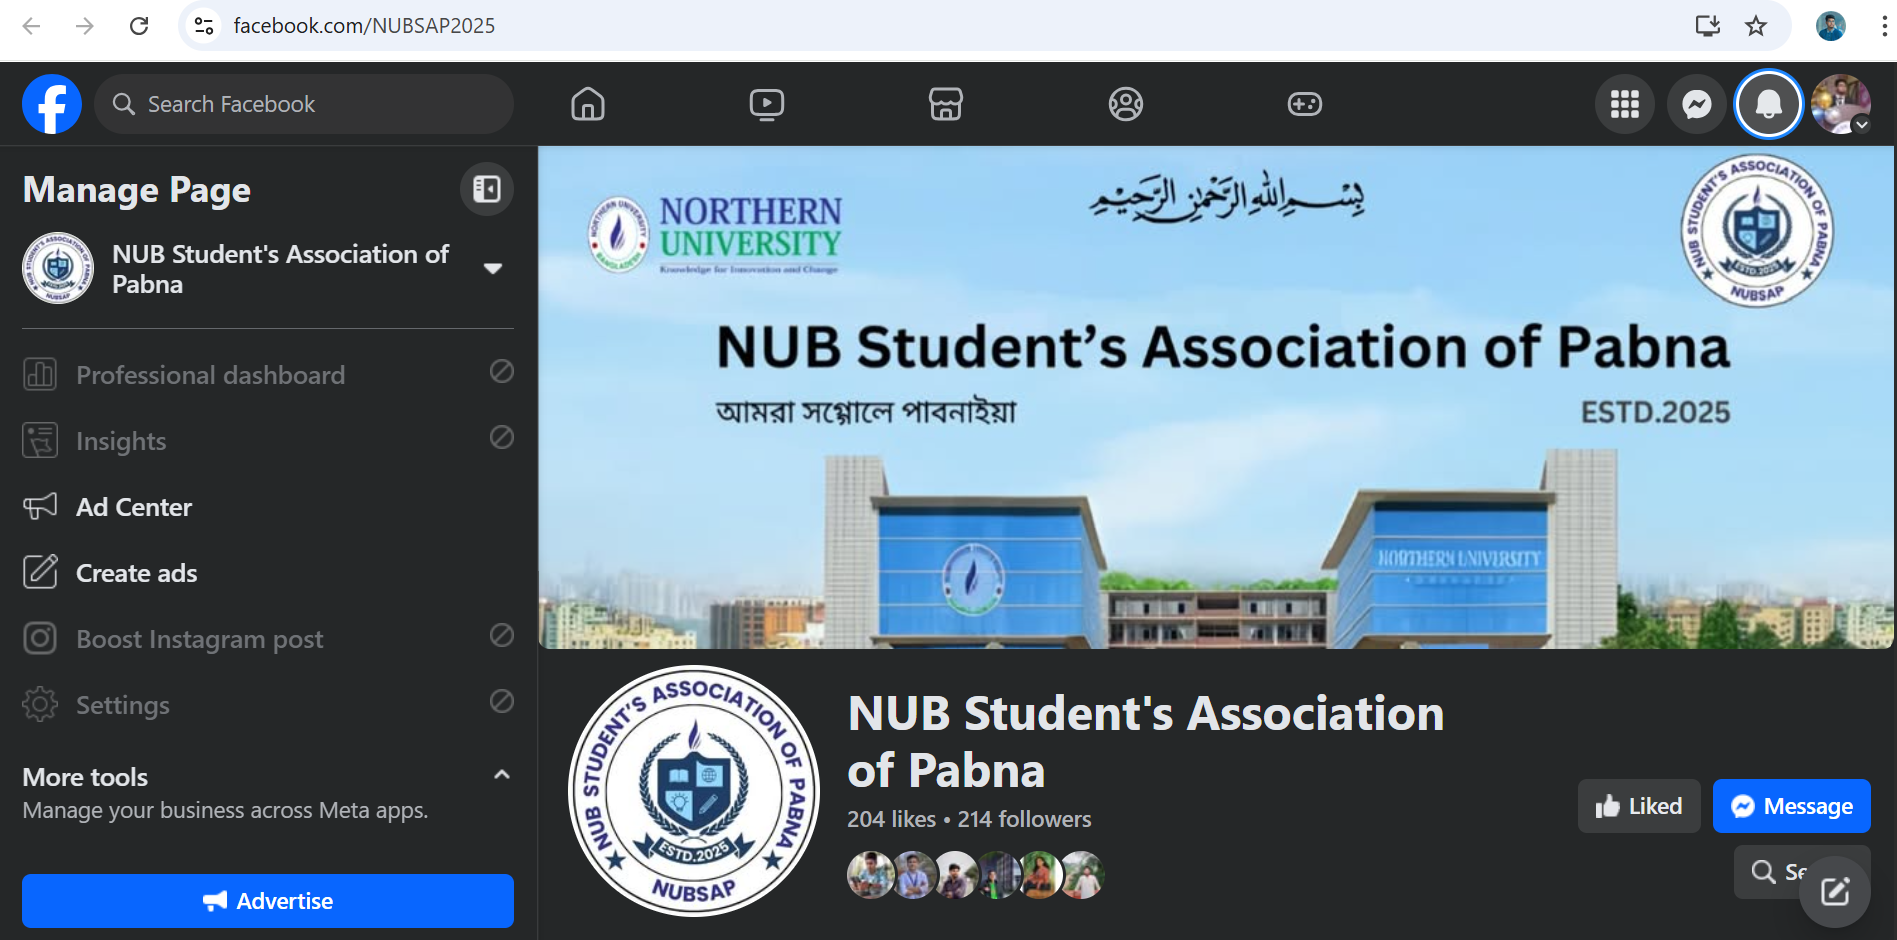 facebook.com/NUBSAP2025
Search Facebook
Manage Page
NUB Student's Association of
Pabna
Professional dashboard
Insights
Ad Center
Create ads
Boost Instagram post
Settings
More tools
Manage your business across Meta apps.
Advertise
NORTHERN UNIVERSITY
BANGLADESH
NORTHERN
UNIVERSITY
Knowledge for Innovation and Change
بِسْمِ اللهِ الرَّحْمٰنِ الرَّحِيْمِ
NUB STUDENT'S ASSOCIATION OF PABNA
ESTD.2025
NUBSAP
NUB Student’s Association of Pabna
আমরা সগ্গোলে পাবনাইয়া
ESTD.2025
NORTHERN UNIVERSITY
NUB STUDENT'S ASSOCIATION OF PABNA
ESTD.2025
NUBSAP
NUB Student's Association
of Pabna
204 likes • 214 followers
Liked
Message
Se